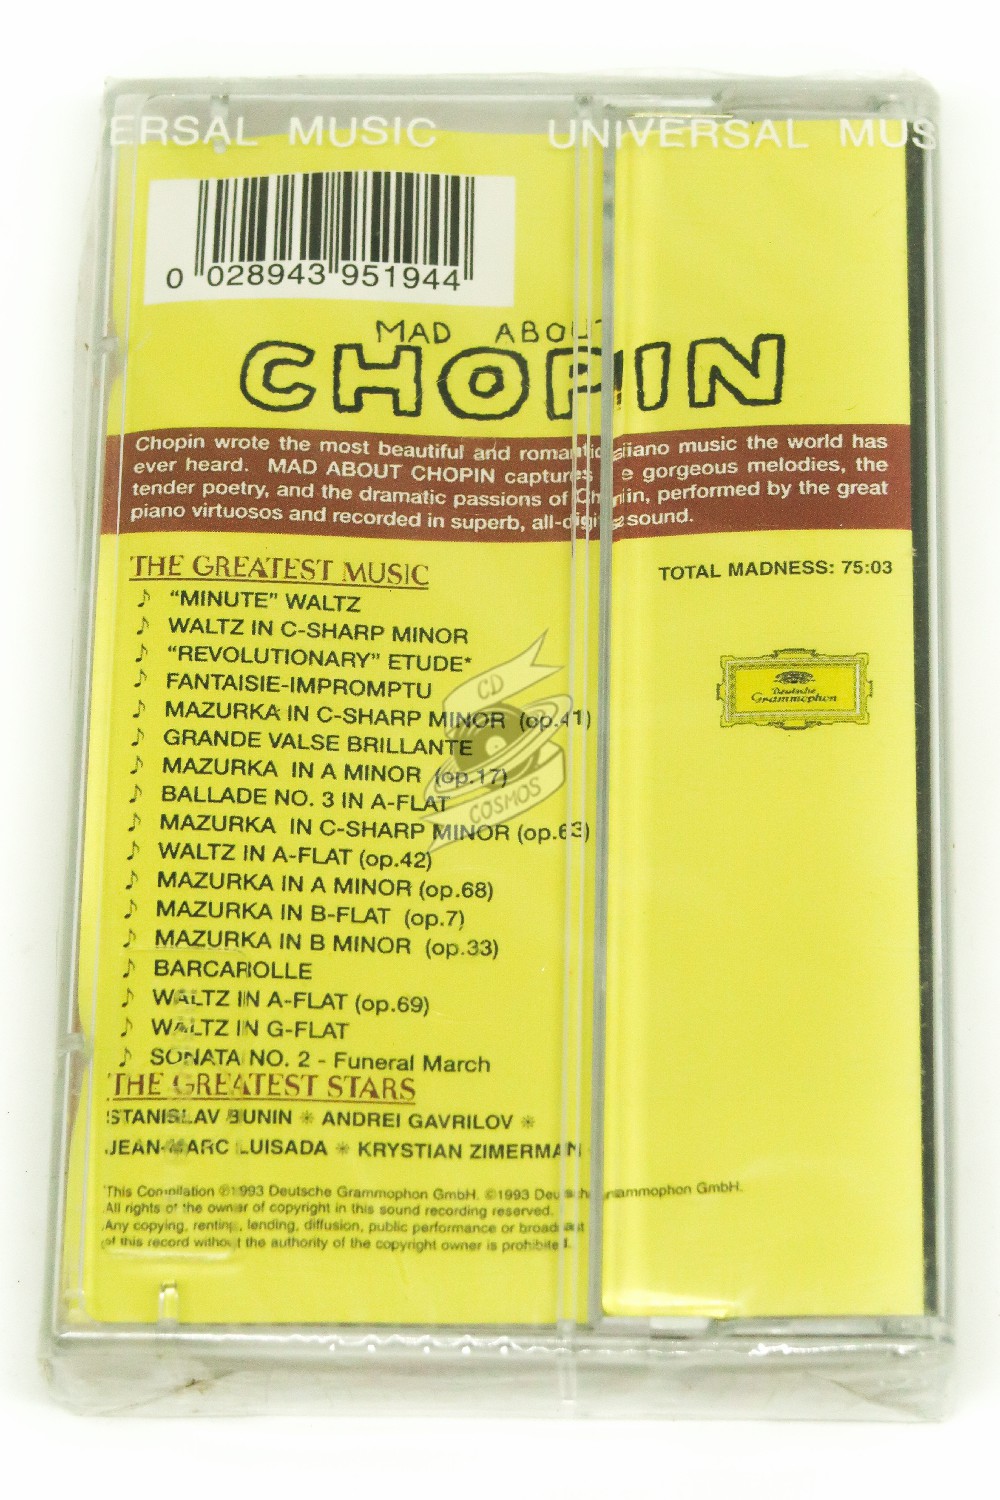 ERSAL MUSIC UNIVERSAL MUS
0 028943 951944
MAD ABOUT
CHOPIN
Chopin wrote the most beautiful and romantic piano music the world has
ever heard. MAD ABOUT CHOPIN captures the gorgeous melodies, the
tender poetry, and the dramatic passions of Chopin, performed by the great
piano virtuosos and recorded in superb, all-digital sound.
THE GREATEST MUSIC
TOTAL MADNESS: 75:03
♪ "MINUTE" WALTZ
♪ WALTZ IN C-SHARP MINOR
♪ "REVOLUTIONARY" ETUDE*
♪ FANTAISIE-IMPROMPTU
♪ MAZURKA IN C-SHARP MINOR (op.41)
♪ GRANDE VALSE BRILLANTE
♪ MAZURKA IN A MINOR (op.17)
♪ BALLADE NO. 3 IN A-FLAT
♪ MAZURKA IN C-SHARP MINOR (op.63)
♪ WALTZ IN A-FLAT (op.42)
♪ MAZURKA IN A MINOR (op.68)
♪ MAZURKA IN B-FLAT (op.7)
♪ MAZURKA IN B MINOR (op.33)
♪ BARCAROLLE
♪ WALTZ IN A-FLAT (op.69)
♪ WALTZ IN G-FLAT
♪ SONATA NO. 2 - Funeral March
Deutsche
Grammophon
CD
COSMOS
THE GREATEST STARS
STANISLAV BUNIN ✳ ANDREI GAVRILOV ✳
JEAN-MARC LUISADA ✳ KRYSTIAN ZIMERMAN
*This Compilation ℗1993 Deutsche Grammophon GmbH. ©1993 Deutsche Grammophon GmbH.
All rights of the owner of copyright in this sound recording reserved.
Any copying, renting, lending, diffusion, public performance or broadcast
of this record without the authority of the copyright owner is prohibited.